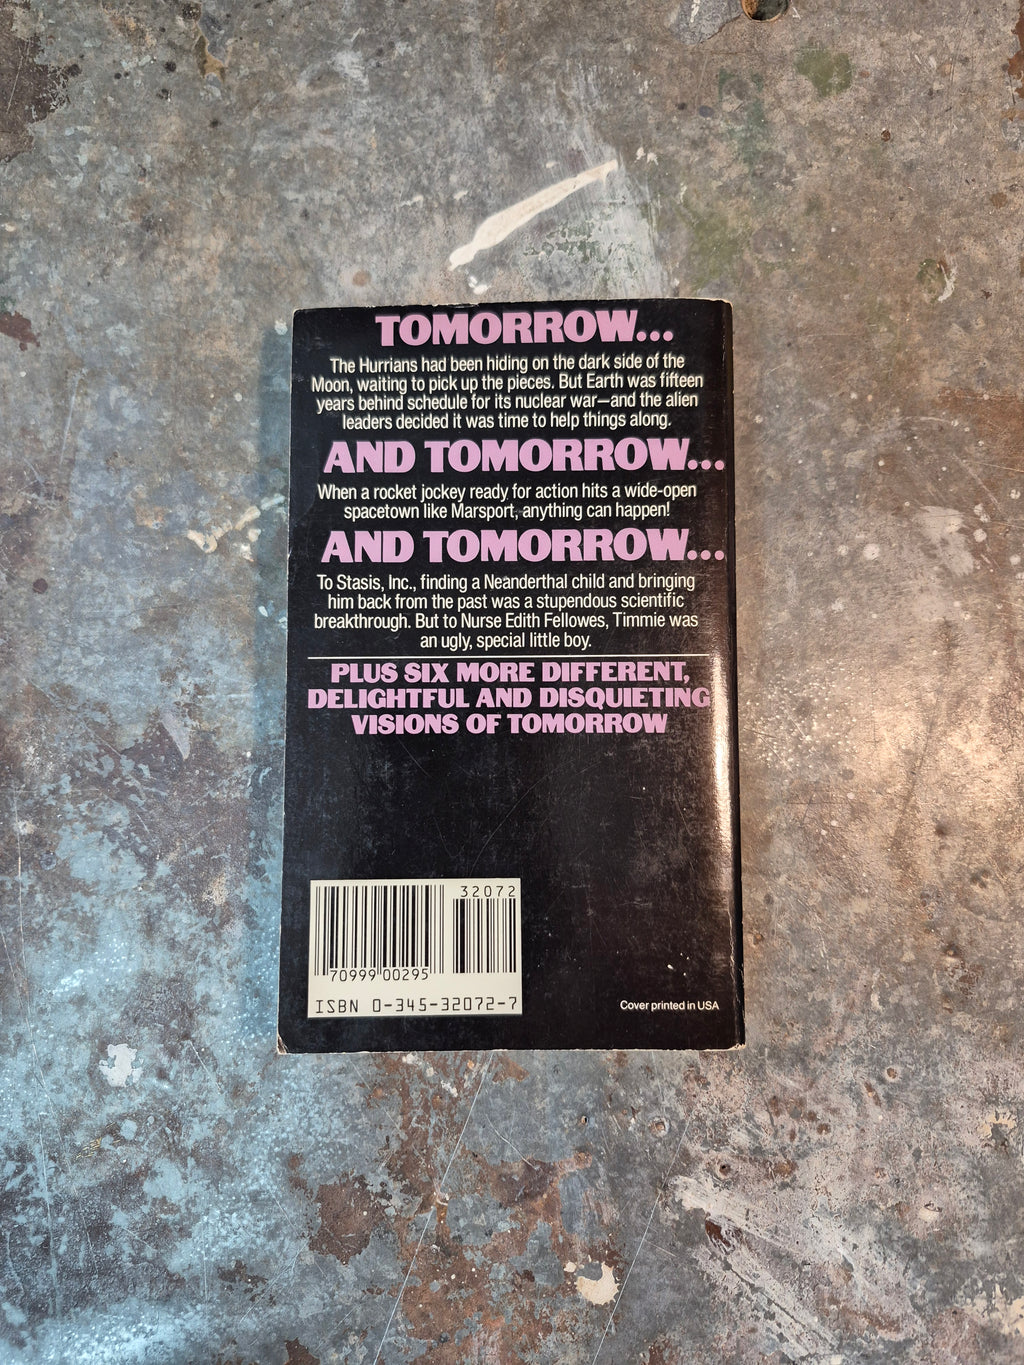 TOMORROW...
The Hurrians had been hiding on the dark side of the
Moon, waiting to pick up the pieces. But Earth was fifteen
years behind schedule for its nuclear war—and the alien
leaders decided it was time to help things along.
AND TOMORROW...
When a rocket jockey ready for action hits a wide-open
spacetown like Marsport, anything can happen!
AND TOMORROW...
To Stasis, Inc., finding a Neanderthal child and bringing
him back from the past was a stupendous scientific
breakthrough. But to Nurse Edith Fellowes, Timmie was
an ugly, special little boy.
PLUS SIX MORE DIFFERENT,
DELIGHTFUL AND DISQUIETING
VISIONS OF TOMORROW
32072
70999 00295
ISBN 0-345-32072-7
Cover printed in USA